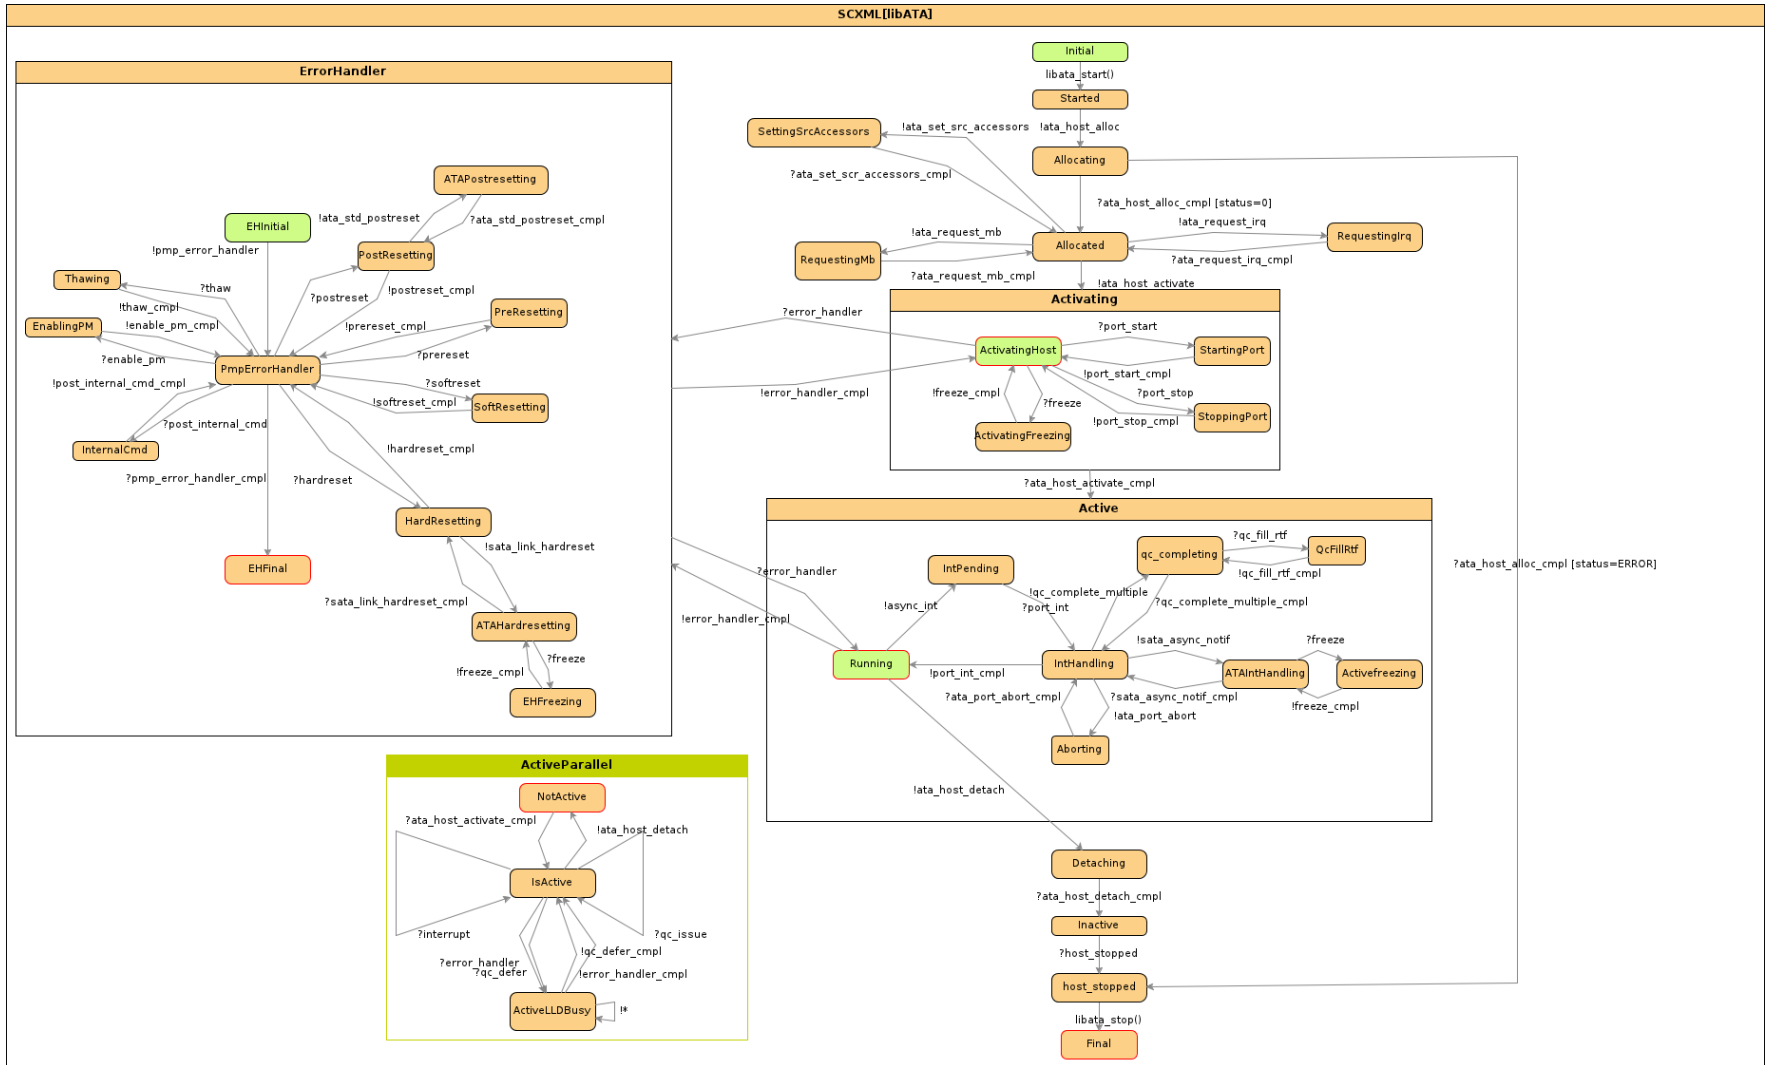 SCXML[libATA]
Initial
libata_start()
Started
!ata_host_alloc
Allocating
SettingSrcAccessors
!ata_set_src_accessors
?ata_set_scr_accessors_cmpl
?ata_host_alloc_cmpl [status=0]
!ata_request_irq
RequestingIrq
?ata_request_irq_cmpl
Allocated
!ata_request_mb
RequestingMb
?ata_request_mb_cmpl
!ata_host_activate
?ata_host_alloc_cmpl [status=ERROR]
ErrorHandler
ATAPostresetting
!ata_std_postreset
?ata_std_postreset_cmpl
EHInitial
!pmp_error_handler
PostResetting
Thawing
?thaw
!thaw_cmpl
?postreset
!postreset_cmpl
PreResetting
EnablingPM
!enable_pm_cmpl
!prereset_cmpl
?enable_pm
?prereset
PmpErrorHandler
!post_internal_cmd_cmpl
?softreset
!softreset_cmpl
SoftResetting
?post_internal_cmd
InternalCmd
!hardreset_cmpl
?pmp_error_handler_cmpl
?hardreset
HardResetting
!sata_link_hardreset
EHFinal
?sata_link_hardreset_cmpl
ATAHardresetting
?freeze
!freeze_cmpl
EHFreezing
?error_handler
!error_handler_cmpl
Activating
ActivatingHost
?port_start
StartingPort
!port_start_cmpl
?port_stop
StoppingPort
!port_stop_cmpl
!freeze_cmpl
?freeze
ActivatingFreezing
?ata_host_activate_cmpl
Active
?error_handler
!error_handler_cmpl
IntPending
!async_int
qc_completing
?qc_fill_rtf
QcFillRtf
!qc_fill_rtf_cmpl
!qc_complete_multiple
?port_int
?qc_complete_multiple_cmpl
Running
!port_int_cmpl
IntHandling
!sata_async_notif
ATAIntHandling
?freeze
Activefreezing
!freeze_cmpl
?ata_port_abort_cmpl
?sata_async_notif_cmpl
!ata_port_abort
Aborting
!ata_host_detach
ActiveParallel
NotActive
?ata_host_activate_cmpl
!ata_host_detach
IsActive
?interrupt
?qc_issue
!qc_defer_cmpl
?error_handler
?qc_defer
!error_handler_cmpl
ActiveLLDBusy
!*
Detaching
?ata_host_detach_cmpl
Inactive
?host_stopped
host_stopped
libata_stop()
Final